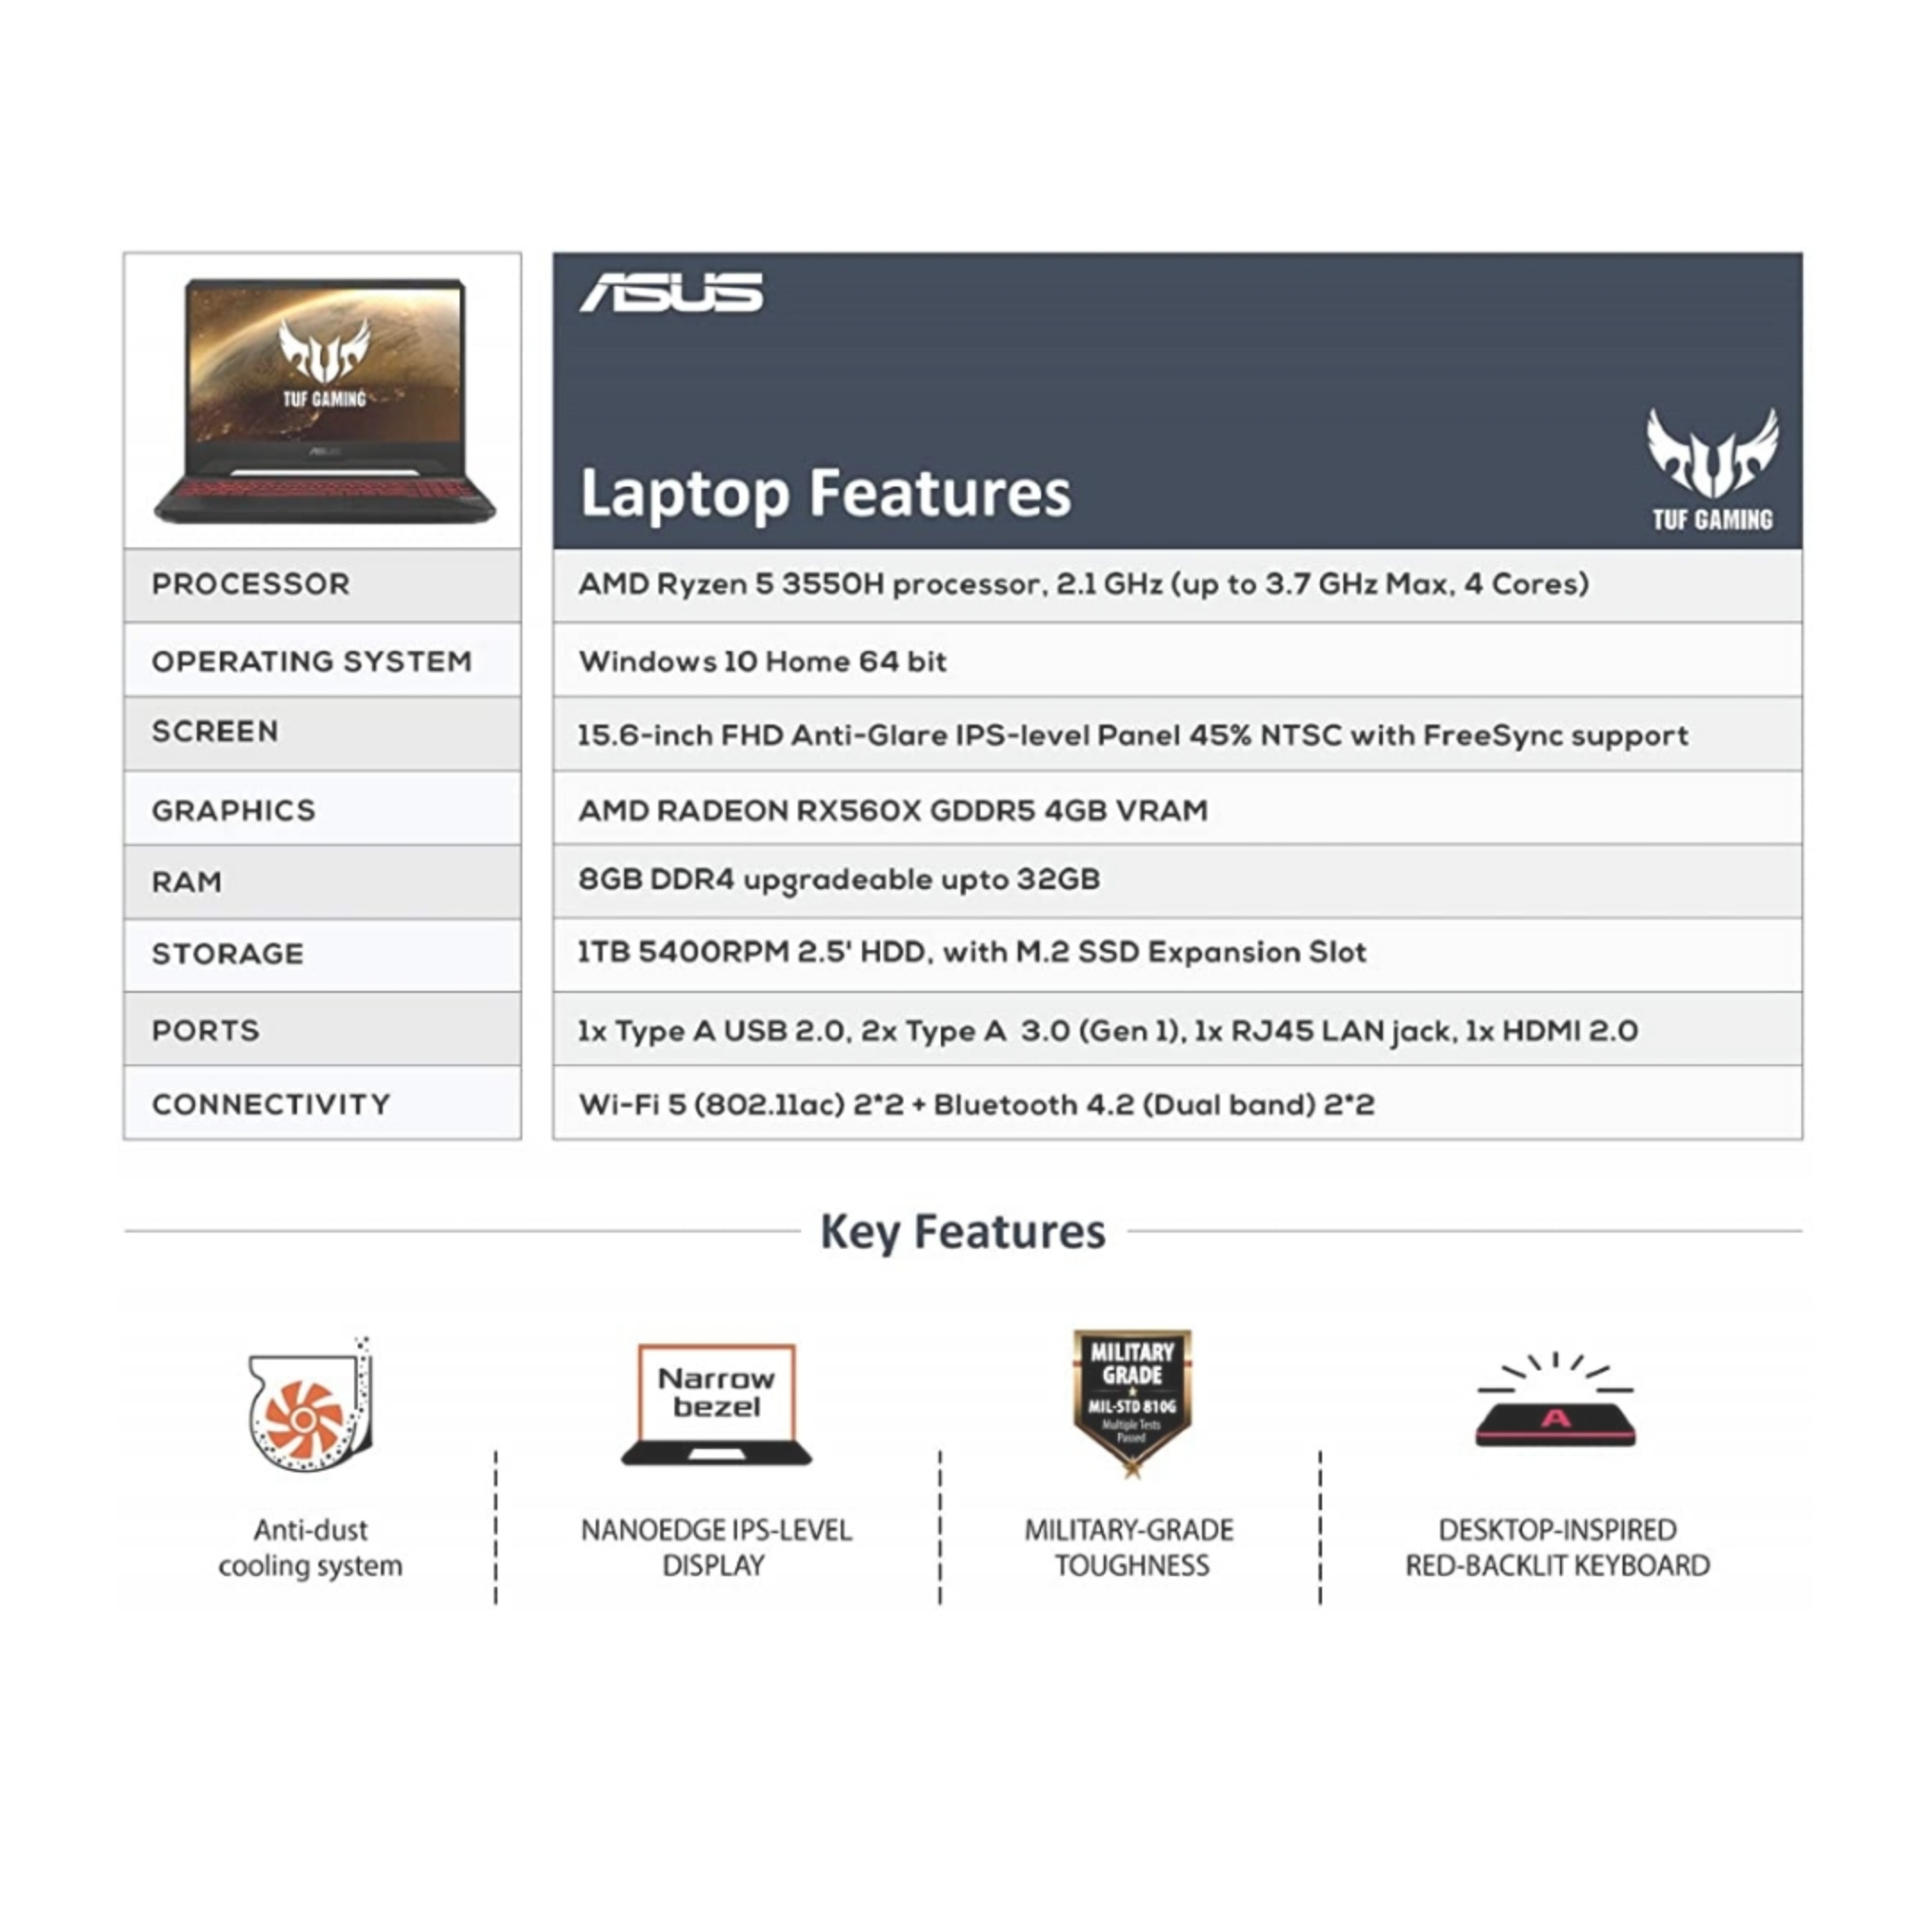 TUF GAMING
ASUS
ASUS
Laptop Features
TUF GAMING
PROCESSOR
AMD Ryzen 5 3550H processor, 2.1 GHz (up to 3.7 GHz Max, 4 Cores)
OPERATING SYSTEM
Windows 10 Home 64 bit
SCREEN
15.6-inch FHD Anti-Glare IPS-level Panel 45% NTSC with FreeSync support
GRAPHICS
AMD RADEON RX560X GDDR5 4GB VRAM
RAM
8GB DDR4 upgradeable upto 32GB
STORAGE
1TB 5400RPM 2.5' HDD, with M.2 SSD Expansion Slot
PORTS
1x Type A USB 2.0, 2x Type A 3.0 (Gen 1), 1x RJ45 LAN jack, 1x HDMI 2.0
CONNECTIVITY
Wi-Fi 5 (802.11ac) 2*2 + Bluetooth 4.2 (Dual band) 2*2
Key Features
Anti-dust
cooling system
Narrow
bezel
NANOEDGE IPS-LEVEL
DISPLAY
MILITARY
GRADE
MIL-STD 810G
Multiple Tests
Passed
MILITARY-GRADE
TOUGHNESS
A
DESKTOP-INSPIRED
RED-BACKLIT KEYBOARD